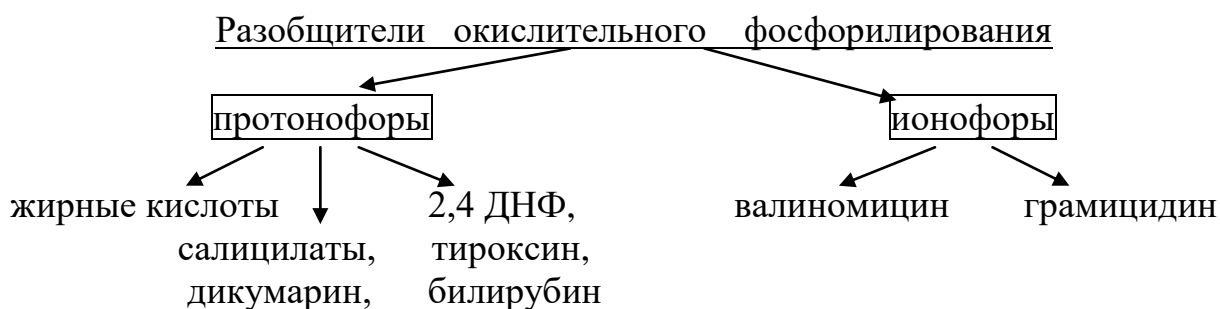 Разобщители окислительного фосфорилирования
протонофоры ионофоры
жирные кислоты 2,4 ДНФ, валиномицин грамицидин
салицилаты, тироксин,
дикумарин, билирубин